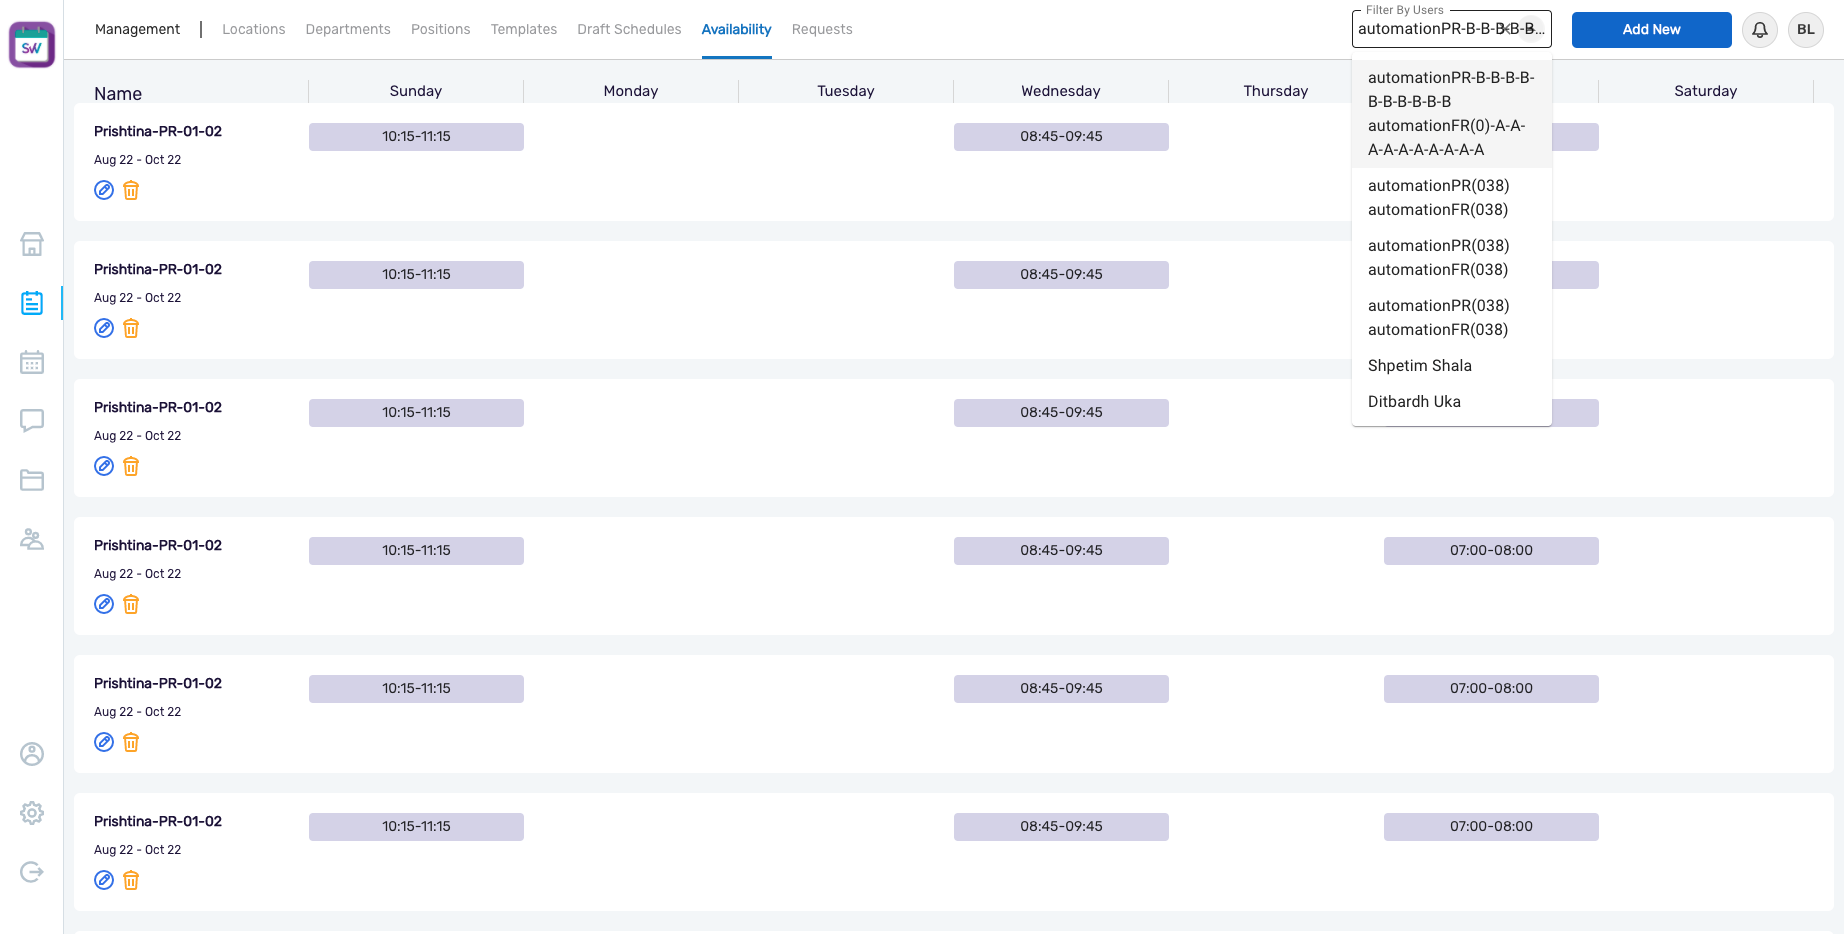 SW
Management | Locations Departments Positions Templates Draft Schedules Availability Requests
Filter By Users
automationPR-B-B-B-B-B...
Add New
BL
Name Sunday Monday Tuesday Wednesday Thursday Saturday
automationPR-B-B-B-B-
B-B-B-B-B-B
automationFR(0)-A-A-
A-A-A-A-A-A-A-A
automationPR(038)
automationFR(038)
automationPR(038)
automationFR(038)
automationPR(038)
automationFR(038)
Shpetim Shala
Ditbardh Uka
Prishtina-PR-01-02 10:15-11:15 08:45-09:45
Aug 22 - Oct 22
Prishtina-PR-01-02 10:15-11:15 08:45-09:45
Aug 22 - Oct 22
Prishtina-PR-01-02 10:15-11:15 08:45-09:45
Aug 22 - Oct 22
Prishtina-PR-01-02 10:15-11:15 08:45-09:45 07:00-08:00
Aug 22 - Oct 22
Prishtina-PR-01-02 10:15-11:15 08:45-09:45 07:00-08:00
Aug 22 - Oct 22
Prishtina-PR-01-02 10:15-11:15 08:45-09:45 07:00-08:00
Aug 22 - Oct 22